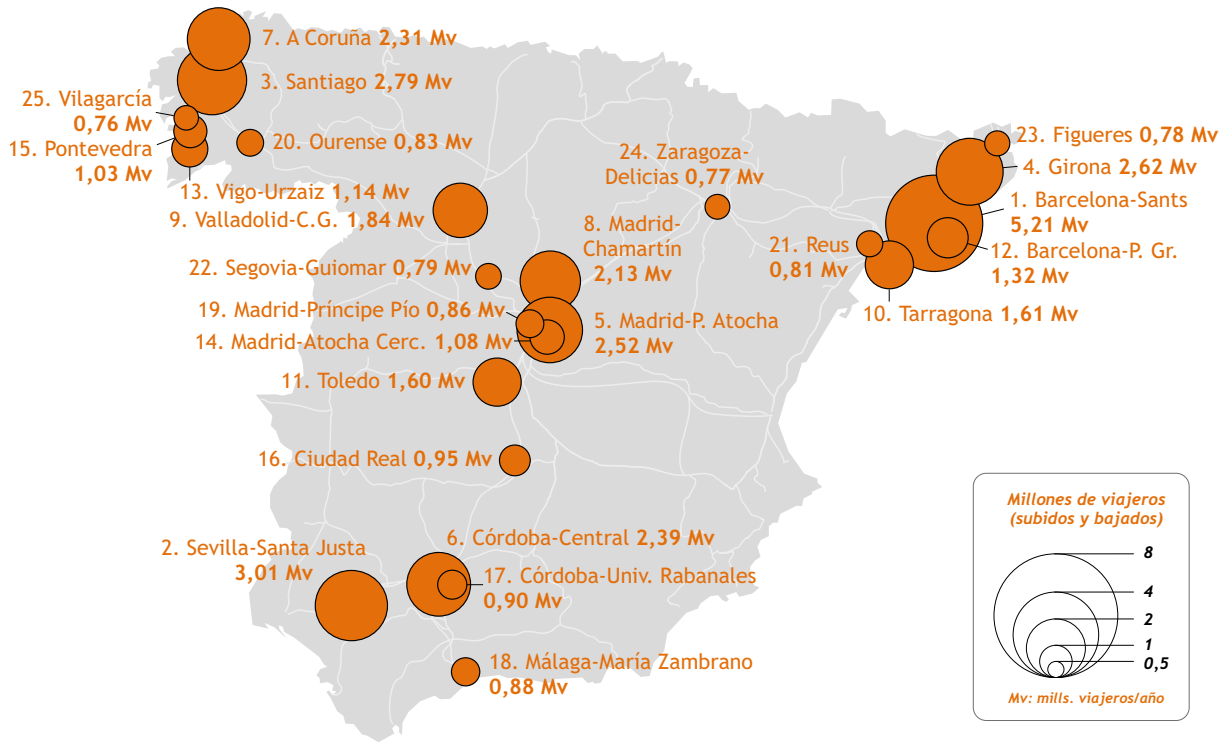 7. A Coruña 2,31 Mv
3. Santiago 2,79 Mv
25. Vilagarcía
0,76 Mv
15. Pontevedra
1,03 Mv
20. Ourense 0,83 Mv
13. Vigo-Urzaiz 1,14 Mv
9. Valladolid-C.G. 1,84 Mv
24. Zaragoza-
Delicias 0,77 Mv
23. Figueres 0,78 Mv
4. Girona 2,62 Mv
1. Barcelona-Sants
5,21 Mv
12. Barcelona-P. Gr.
1,32 Mv
21. Reus
0,81 Mv
10. Tarragona 1,61 Mv
8. Madrid-
Chamartín
2,13 Mv
22. Segovia-Guiomar 0,79 Mv
19. Madrid-Príncipe Pío 0,86 Mv
14. Madrid-Atocha Cerc. 1,08 Mv
5. Madrid-P. Atocha
2,52 Mv
11. Toledo 1,60 Mv
16. Ciudad Real 0,95 Mv
6. Córdoba-Central 2,39 Mv
2. Sevilla-Santa Justa
3,01 Mv
17. Córdoba-Univ. Rabanales
0,90 Mv
18. Málaga-María Zambrano
0,88 Mv
Millones de viajeros
(subidos y bajados)
8
4
2
1
0,5
Mv: mills. viajeros/año